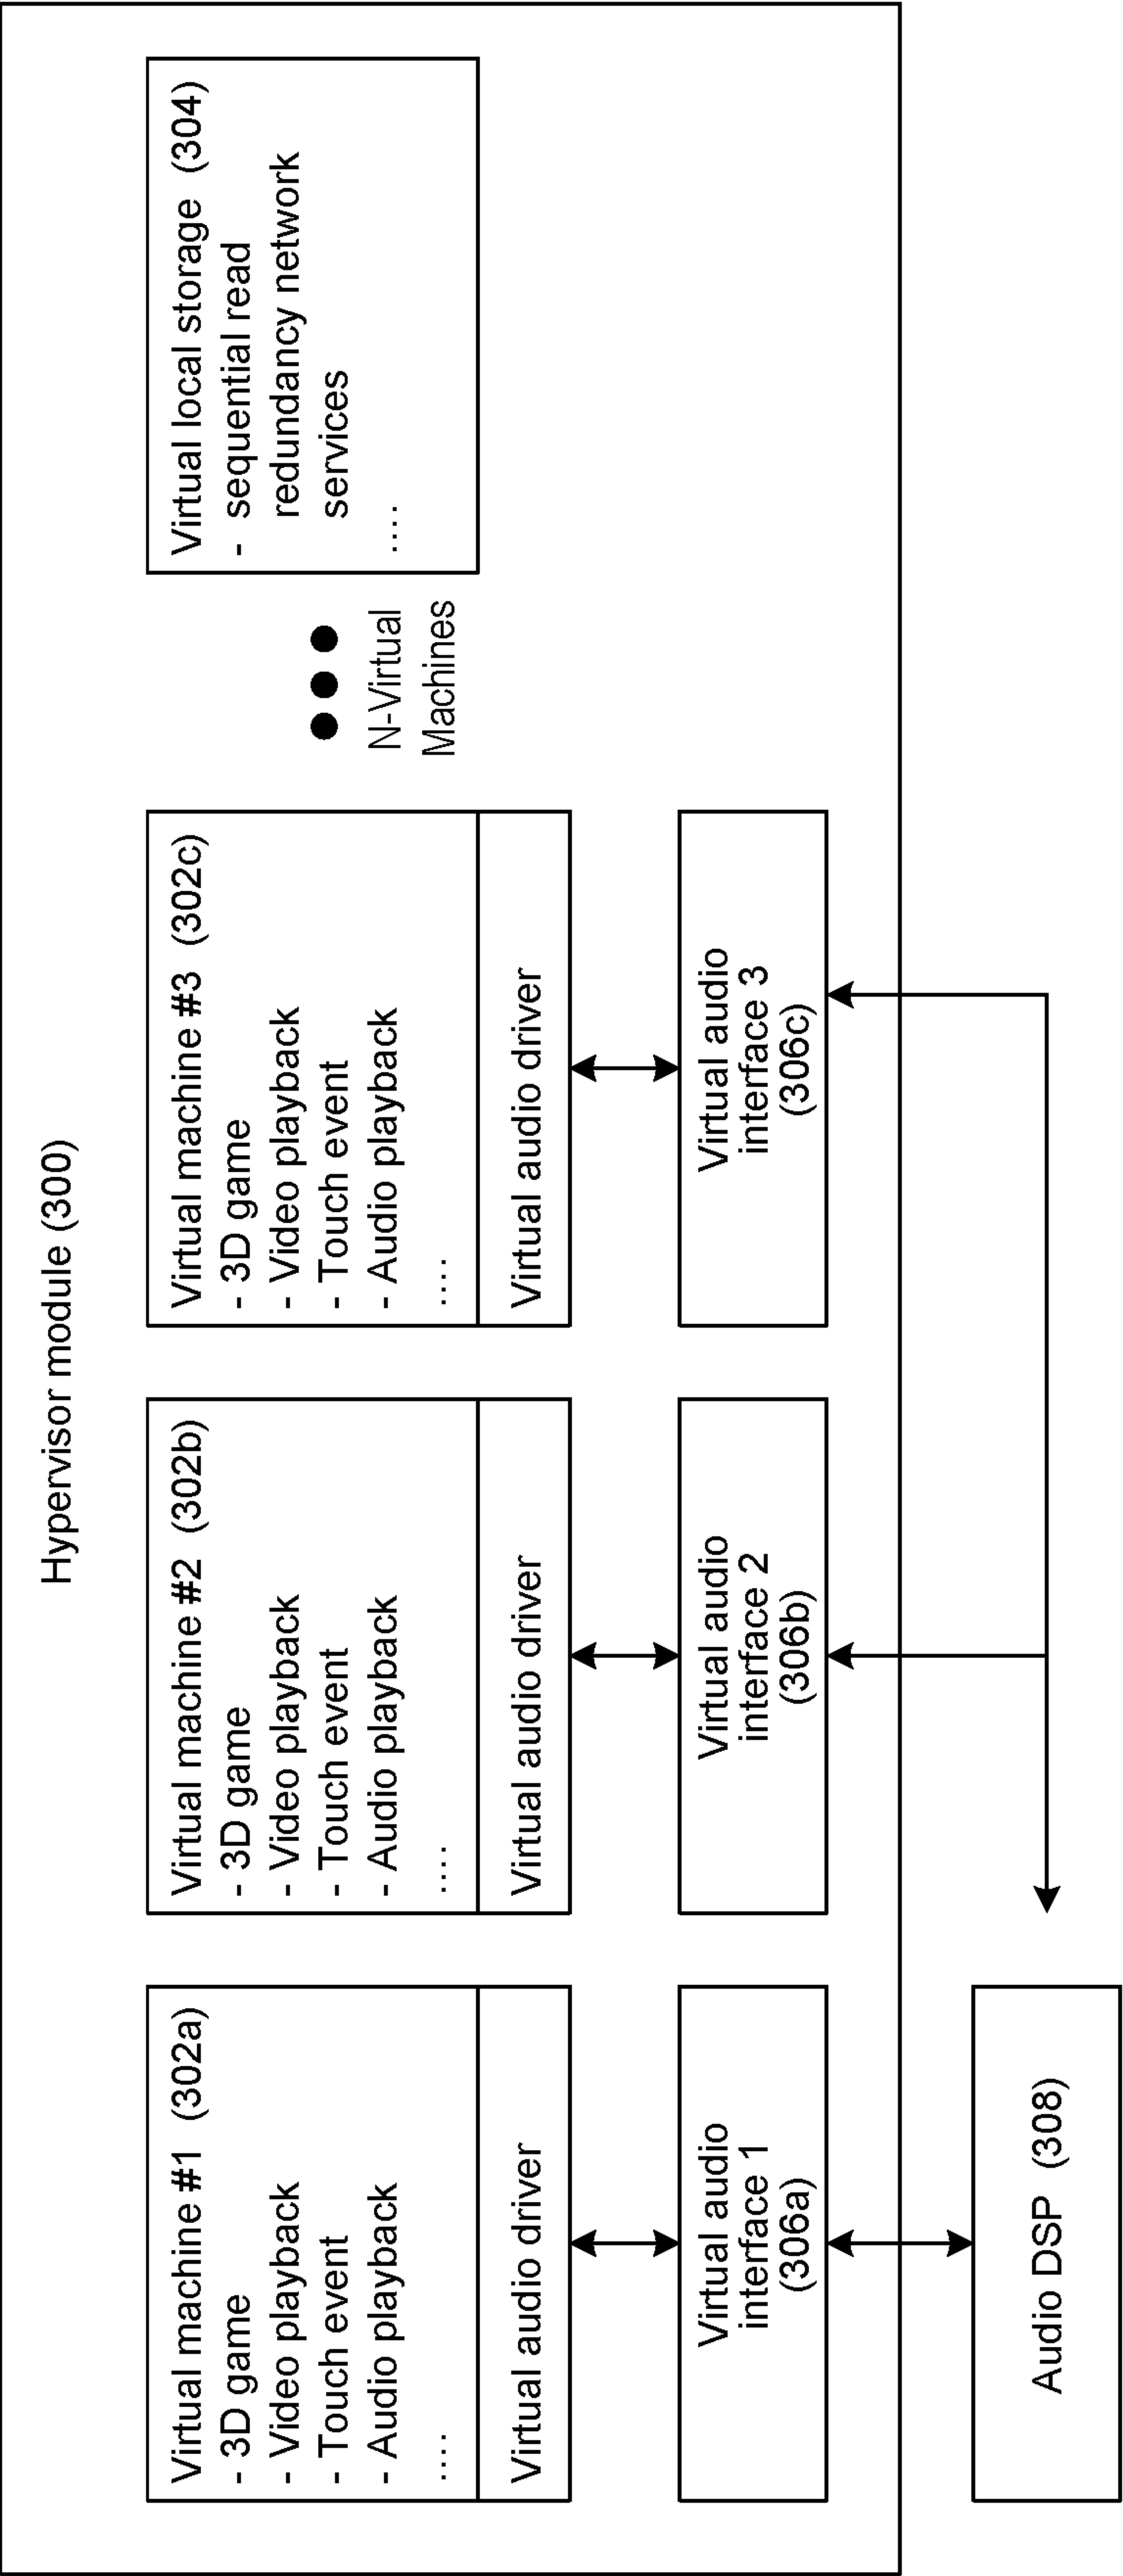 Hypervisor module (300)
Virtual machine #1 (302a)
- 3D game
- Video playback
- Touch event
- Audio playback
....
Virtual audio driver
Virtual audio
interface 1
(306a)
Audio DSP (308)
Virtual machine #2 (302b)
- 3D game
- Video playback
- Touch event
- Audio playback
....
Virtual audio driver
Virtual audio
interface 2
(306b)
Virtual machine #3 (302c)
- 3D game
- Video playback
- Touch event
- Audio playback
....
Virtual audio driver
Virtual audio
interface 3
(306c)
N-Virtual
Machines
Virtual local storage (304)
- sequential read
redundancy network
services
....